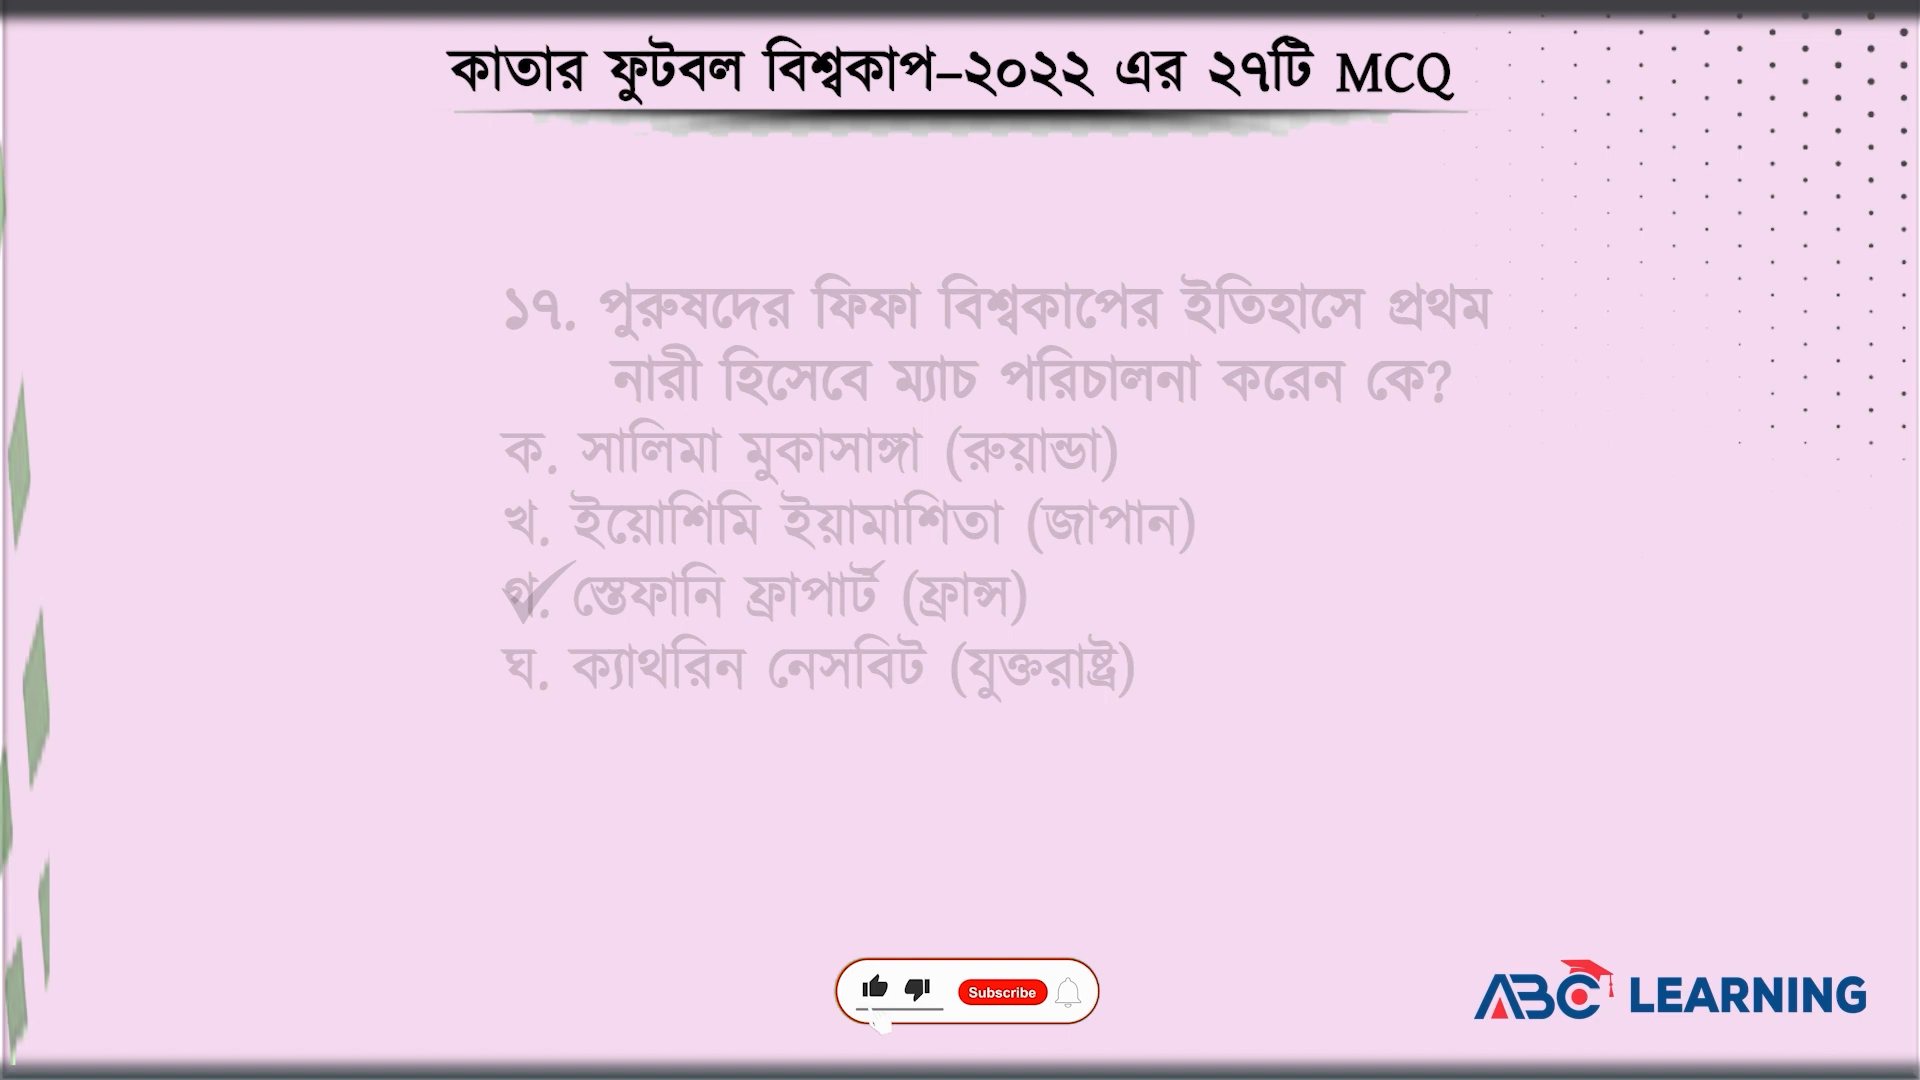 কাতার ফুটবল বিশ্বকাপ–২০২২ এর ২৭টি MCQ
১৭. পুরুষদের ফিফা বিশ্বকাপের ইতিহাসে প্রথম
নারী হিসেবে ম্যাচ পরিচালনা করেন কে?
ক. সালিমা মুকাসাঙ্গা (রুয়ান্ডা)
খ. ইয়োশিমি ইয়ামাশিতা (জাপান)
গ. স্তেফানি ফ্রাপার্ট (ফ্রান্স)
ঘ. ক্যাথরিন নেসবিট (যুক্তরাষ্ট্র)
Subscribe
ABC LEARNING